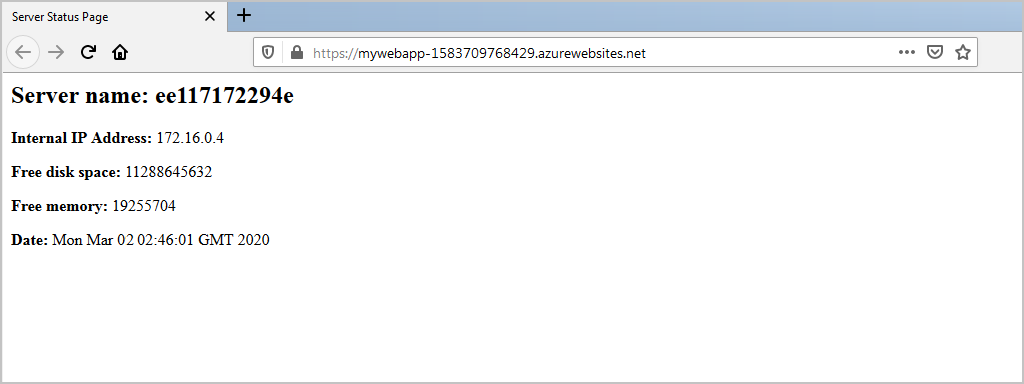 Server Status Page
https://mywebapp-1583709768429.azurewebsites.net
Server name: ee117172294e
Internal IP Address: 172.16.0.4
Free disk space: 11288645632
Free memory: 19255704
Date: Mon Mar 02 02:46:01 GMT 2020